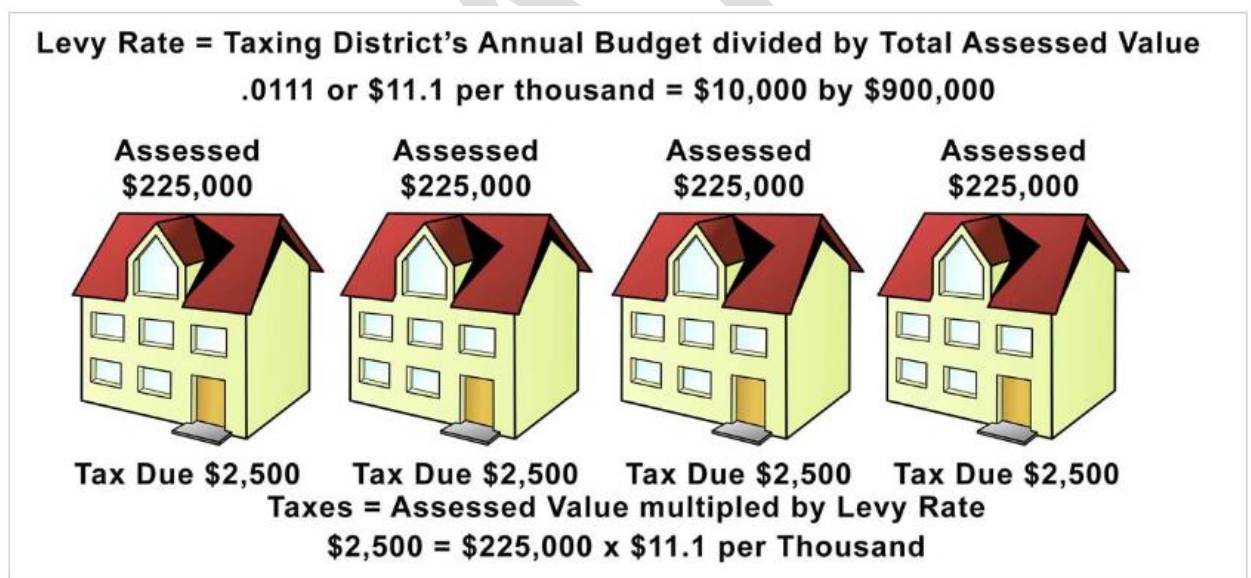 Levy Rate = Taxing District's Annual Budget divided by Total Assessed Value
.0111 or $11.1 per thousand = $10,000 by $900,000
Assessed Assessed Assessed Assessed
$225,000 $225,000 $225,000 $225,000
Tax Due $2,500 Tax Due $2,500 Tax Due $2,500 Tax Due $2,500
Taxes = Assessed Value multipled by Levy Rate
$2,500 = $225,000 x $11.1 per Thousand